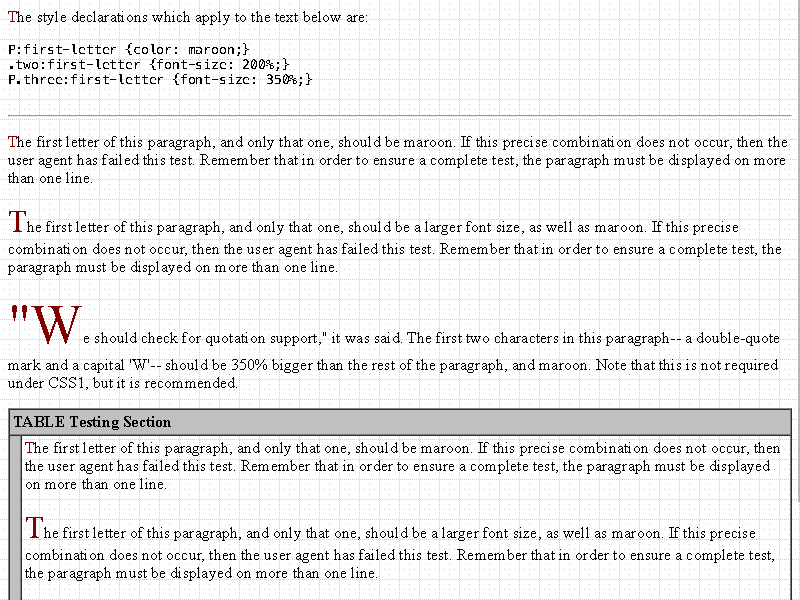 The style declarations which apply to the text below are:
P:first-letter {color: maroon;}
.two:first-letter {font-size: 200%;}
P.three:first-letter {font-size: 350%;}
The first letter of this paragraph, and only that one, should be maroon. If this precise combination does not occur, then the
user agent has failed this test. Remember that in order to ensure a complete test, the paragraph must be displayed on more
than one line.
The first letter of this paragraph, and only that one, should be a larger font size, as well as maroon. If this precise
combination does not occur, then the user agent has failed this test. Remember that in order to ensure a complete test, the
paragraph must be displayed on more than one line.
"We should check for quotation support," it was said. The first two characters in this paragraph-- a double-quote
mark and a capital 'W'-- should be 350% bigger than the rest of the paragraph, and maroon. Note that this is not required
under CSS1, but it is recommended.
TABLE Testing Section
The first letter of this paragraph, and only that one, should be maroon. If this precise combination does not occur, then
the user agent has failed this test. Remember that in order to ensure a complete test, the paragraph must be displayed
on more than one line.
The first letter of this paragraph, and only that one, should be a larger font size, as well as maroon. If this precise
combination does not occur, then the user agent has failed this test. Remember that in order to ensure a complete test,
the paragraph must be displayed on more than one line.